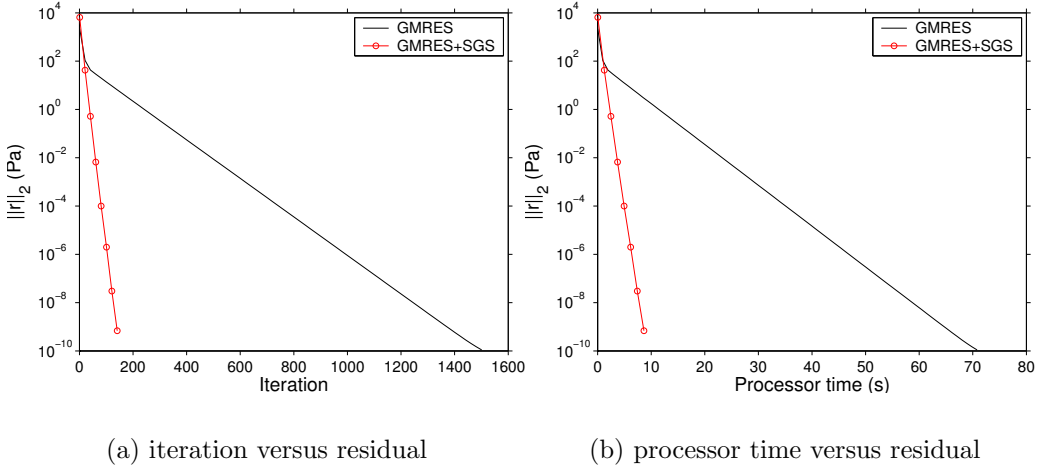 10^4
10^2
10^0
10^-2
10^-4
10^-6
10^-8
10^-10
||r||_2 (Pa)
GMRES
GMRES+SGS
0 200 400 600 800 1000 1200 1400 1600
Iteration
(a) iteration versus residual
10^4
10^2
10^0
10^-2
10^-4
10^-6
10^-8
10^-10
||r||_2 (Pa)
GMRES
GMRES+SGS
0 10 20 30 40 50 60 70 80
Processor time (s)
(b) processor time versus residual